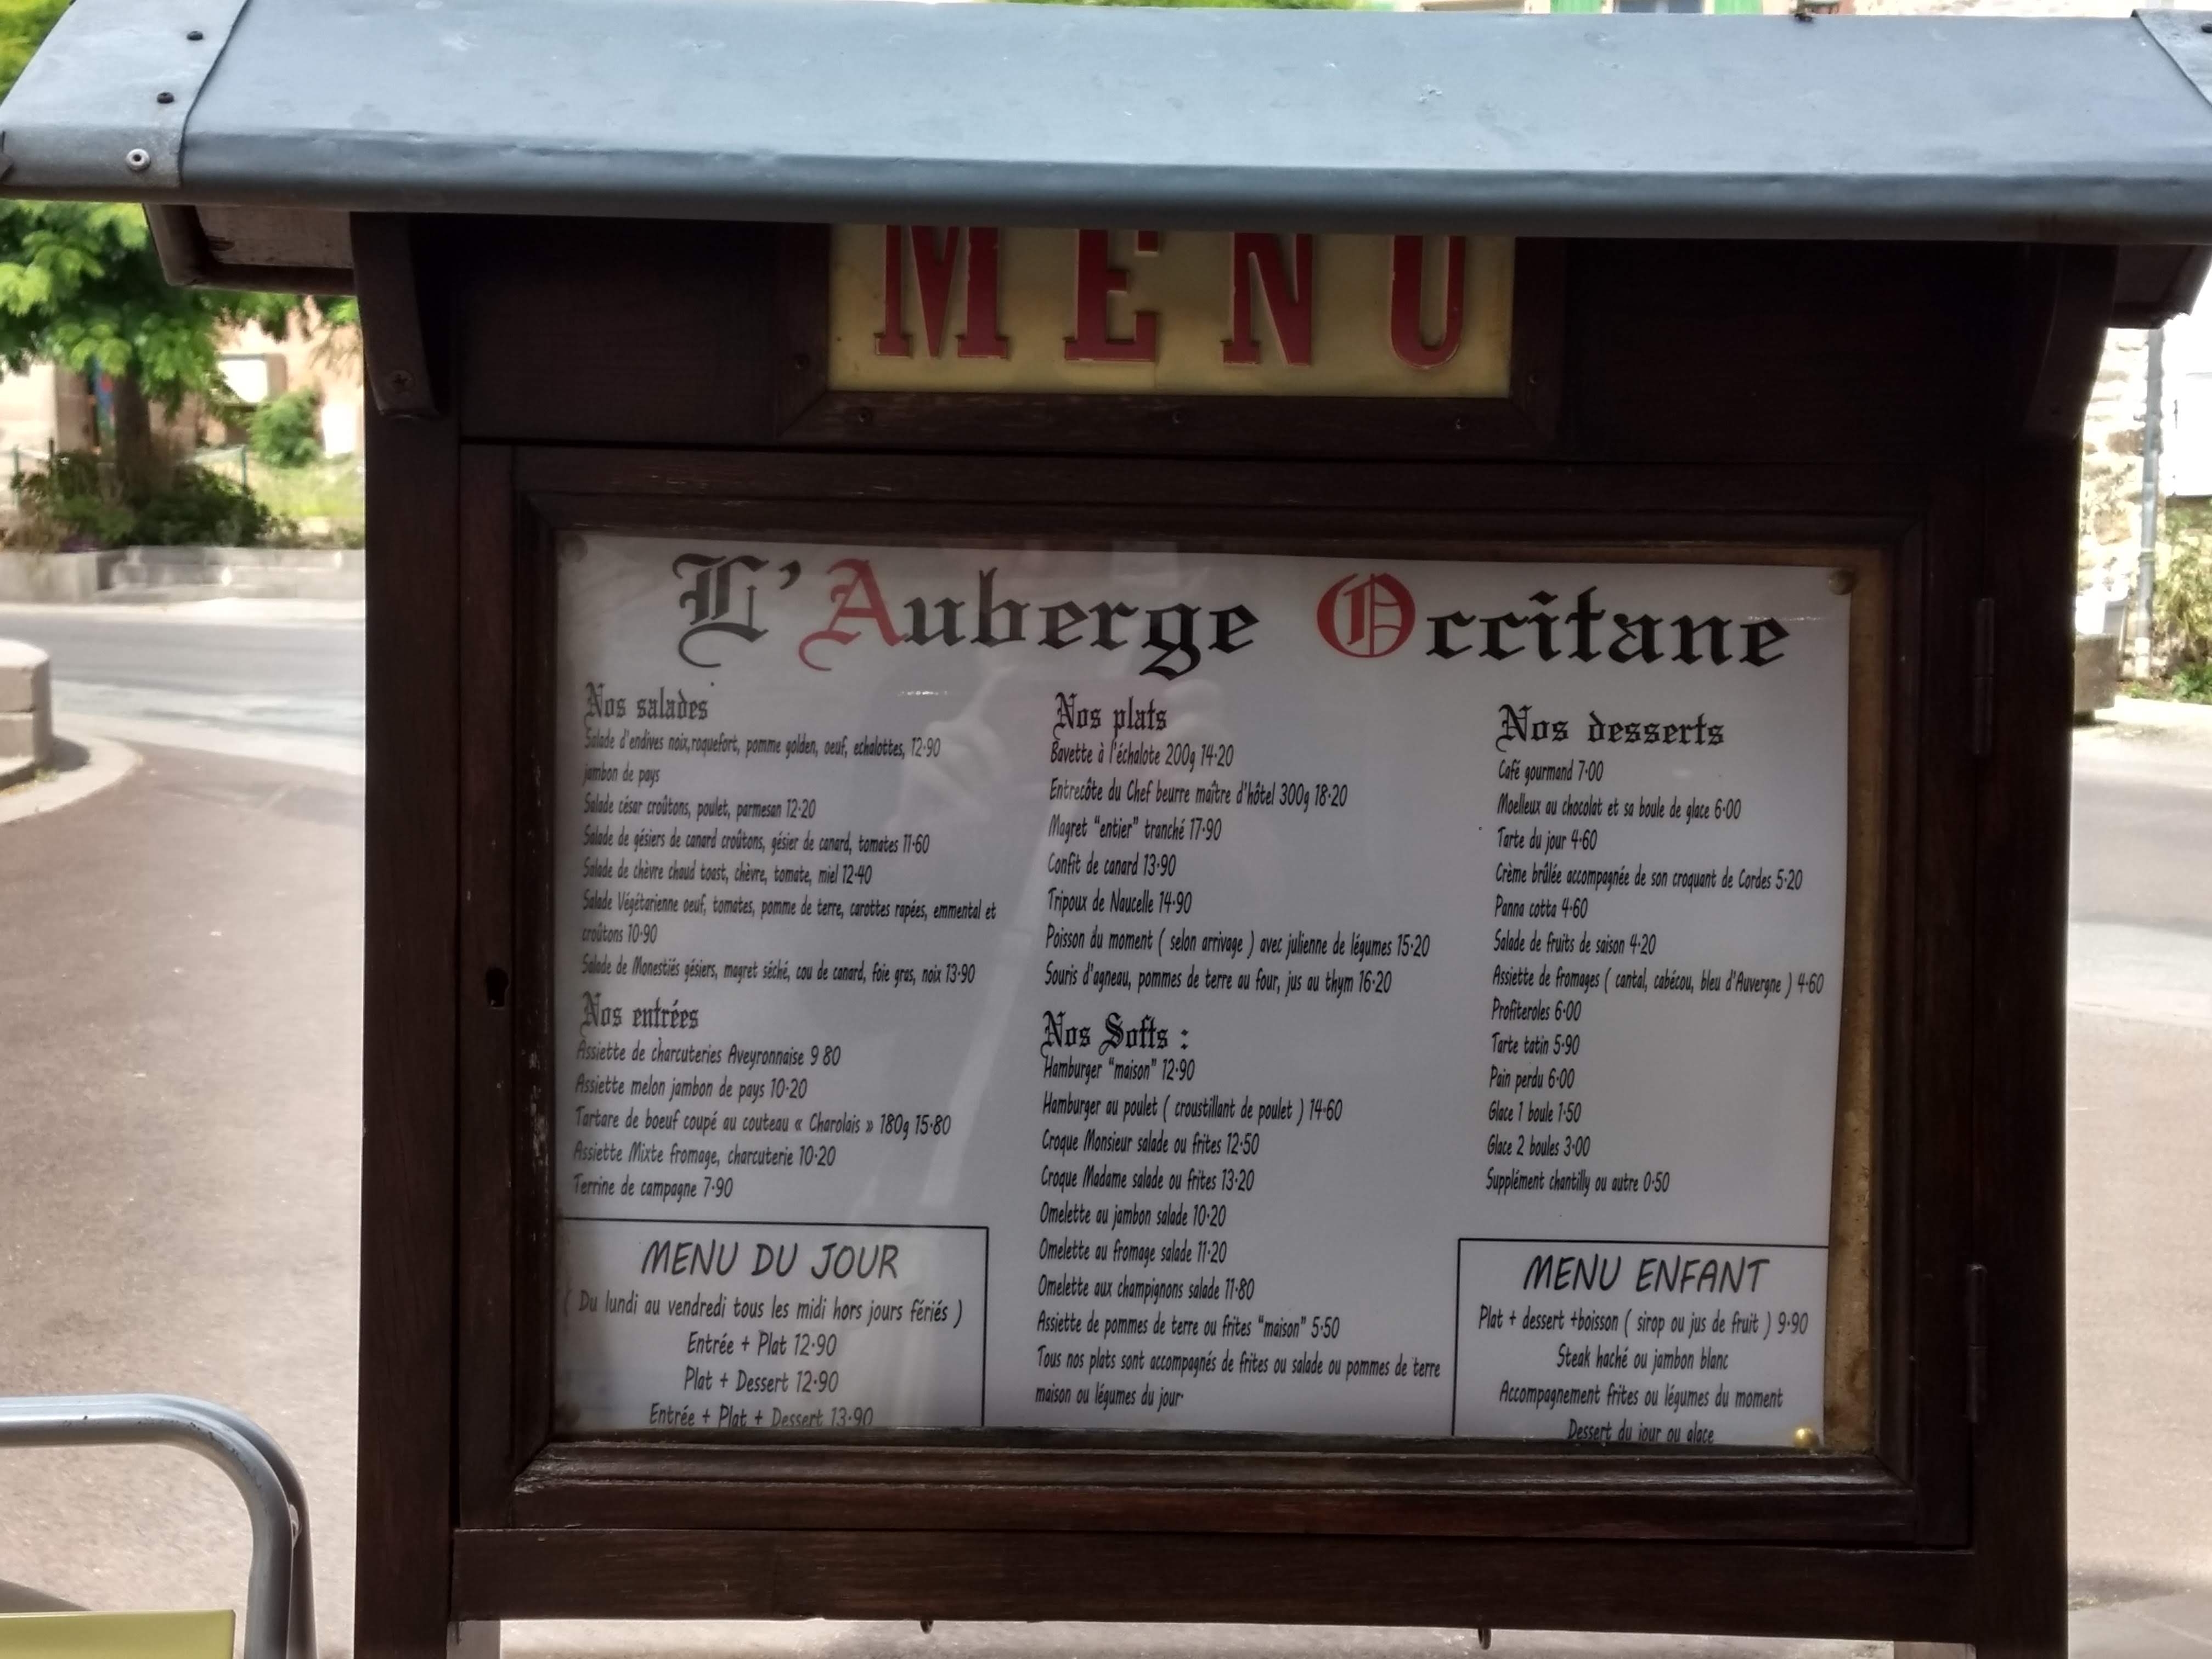 MENU
L'Auberge Occitane
Nos salades
Salade d'endives noix,roquefort, pomme golden, oeuf, echalottes, 12·90
jambon de pays
Salade césar croûtons, poulet, parmesan 12·20
Salade de gésiers de canard croûtons, gésier de canard, tomates 11·60
Salade de chèvre chaud toast, chèvre, tomate, miel 12·40
Salade Végétarienne oeuf, tomates, pomme de terre, carottes rapées, emmental et
croûtons 10·90
Salade de Monestiès gésiers, magret séché, cou de canard, foie gras, noix 13·90
Nos entrées
Assiette de charcuteries Aveyronnaise 9 80
Assiette melon jambon de pays 10·20
Tartare de boeuf coupé au couteau « Charolais » 180g 15·80
Assiette Mixte fromage, charcuterie 10·20
Terrine de campagne 7·90
MENU DU JOUR
( Du lundi au vendredi tous les midi hors jours fériés )
Entrée + Plat 12·90
Plat + Dessert 12·90
Entrée + Plat + Dessert 13·90
Nos plats
Bavette à l'échalote 200g 14·20
Entrecôte du Chef beurre maître d'hôtel 300g 18·20
Magret "entier" tranché 17·90
Confit de canard 13·90
Tripoux de Naucelle 14·90
Poisson du moment ( selon arrivage ) avec julienne de légumes 15·20
Souris d'agneau, pommes de terre au four, jus au thym 16·20
Nos Softs :
Hamburger "maison" 12·90
Hamburger au poulet ( croustillant de poulet ) 14·60
Croque Monsieur salade ou frites 12·50
Croque Madame salade ou frites 13·20
Omelette au jambon salade 10·20
Omelette au fromage salade 11·20
Omelette aux champignons salade 11·80
Assiette de pommes de terre ou frites "maison" 5·50
Tous nos plats sont accompagnés de frites ou salade ou pommes de terre
maison ou légumes du jour·
Nos desserts
Café gourmand 7·00
Moelleux au chocolat et sa boule de glace 6·00
Tarte du jour 4·60
Crème brûlée accompagnée de son croquant de Cordes 5·20
Panna cotta 4·60
Salade de fruits de saison 4·20
Assiette de fromages ( cantal, cabécou, bleu d'Auvergne ) 4·60
Profiteroles 6·00
Tarte tatin 5·90
Pain perdu 6·00
Glace 1 boule 1·50
Glace 2 boules 3·00
Supplément chantilly ou autre 0·50
MENU ENFANT
Plat + dessert +boisson ( sirop ou jus de fruit ) 9·90
Steak haché ou jambon blanc
Accompagnement frites ou légumes du moment
Dessert du jour ou glace